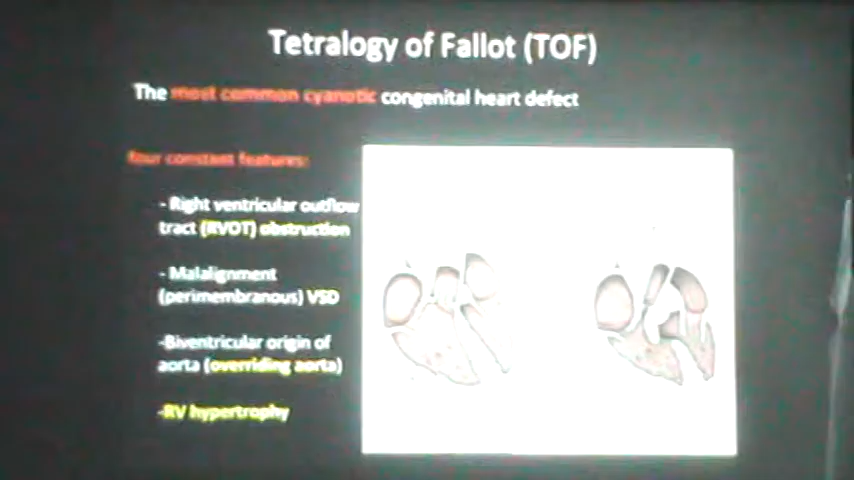 Tetralogy of Fallot (TOF)
The most common cyanotic congenital heart defect
four constant features:
- Right ventricular outflow
tract (RVOT) obstruction
- Malalignment
(perimembranous) VSD
-Biventricular origin of
aorta (overriding aorta)
-RV hypertrophy